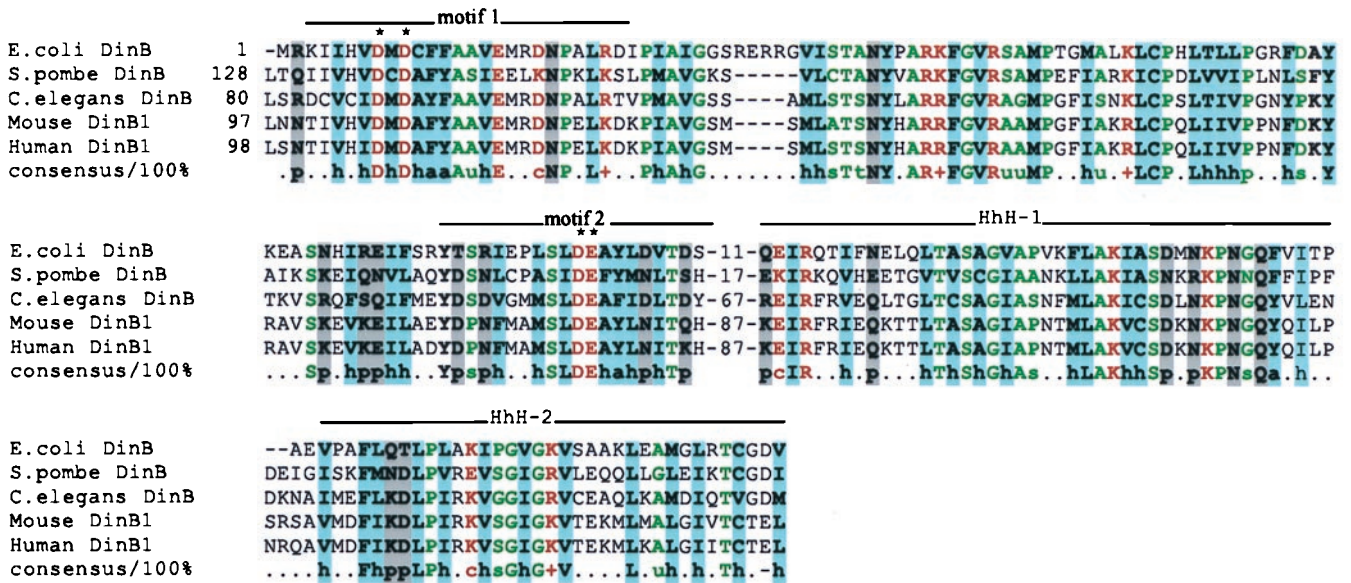 motif 1
★ ★
E.coli DinB 1 -MRKIIHVDMDCFFAAVEMRDNPALRDIPIAIGGSRERRGVISTANYPARKFGVRSAMPTGMALKLCPHLTLLPGRFDAY
S.pombe DinB 128 LTQIIVHVDCDAFYASIEELKNPKLKSLPMAVGKS-----VLCTANYVARKFGVRSAMPEFIARKICPDLVVIPLNLSFY
C.elegans DinB 80 LSRDCVCIDMDAYFAAVEMRDNPALRTVPMAVGSS----AMLSTSNYLARRFGVRAGMPGFISNKLCPSLTIVPGNYPKY
Mouse DinB1 97 LNNTIVHVDMDAFYAAVEMRDNPELKDKPIAVGSM----SMLATSNYHARRFGVRAAMPGFIAKRLCPQLIIVPPNFDKY
Human DinB1 98 LSNTIVHIDMDAFYAAVEMRDNPELKDKPIAVGSM----SMLSTSNYHARRFGVRAAMPGFIAKRLCPQLIIVPPNFDKY
consensus/100% .p..h.hDhDhaaAuhE..cNP.L+..PhAhG......hhsTtNY.AR+FGVRuuMP..hu.+LCP.Lhhhp..hs.Y
motif 2 HhH-1
★★
E.coli DinB KEASNHIREIFSRYTSRIEPLSLDEAYLDVTDS-11-QEIRQTIFNELQLTASAGVAPVKFLAKIASDMNKPNGQFVITP
S.pombe DinB AIKSKEIQNVLAQYDSNLCPASIDEFYMNLTSH-17-EEIRKQVHEETGVTVSCGIAANKLLAKIASNKRKPNNQFFIPF
C.elegans DinB TKVSRQFSQIFMEYDSDVGMMSLDEAFIDLTDY-67-REIRFRVEQLTGLTCSAGIASNFMLAKICSDLNKPNGQYVLEN
Mouse DinB1 RAVSKEVKEILAEYDPNFMAMSLDEAYLNITQH-87-KEIRFRIEQKTTLTASAGIAPNTMLAKVCSDKNKPNGQYQILP
Human DinB1 RAVSKEVKEILADYDPNFMAMSLDEAYLNITKH-87-KEIRFRIEQKTTLTASAGIAPNTMLAKVCSDKNKPNGQYQILP
consensus/100% ...Sp.hpphh..Ypsph..hSLDEhahphTp pcIR..h.p...hThSHGhAs..hLAKhhSp.pKPNsQa.h..
HhH-2
E.coli DinB --AEVPAFLQTLPLAKIPGVGKVSAAKLEAMGLRTCGDV
S.pombe DinB DEIGISKFMNDLPVREVSGIGRVLEQQLLGLEIKTCGDI
C.elegans DinB DKNAIMEFLKDLPIRKVGGIGRVCEAQLKAMDIQTVGDM
Mouse DinB1 SRSAVMDFIKDLPIRKVSGIGKVTEKMLMALGIVTCTEL
Human DinB1 NRQAVMDFIKDLPIRKVSGIGKVTEKMLKALGIITCTEL
consensus/100% ....h..FhppLPh.chsGhG+V....L.uh.h.Th.-h